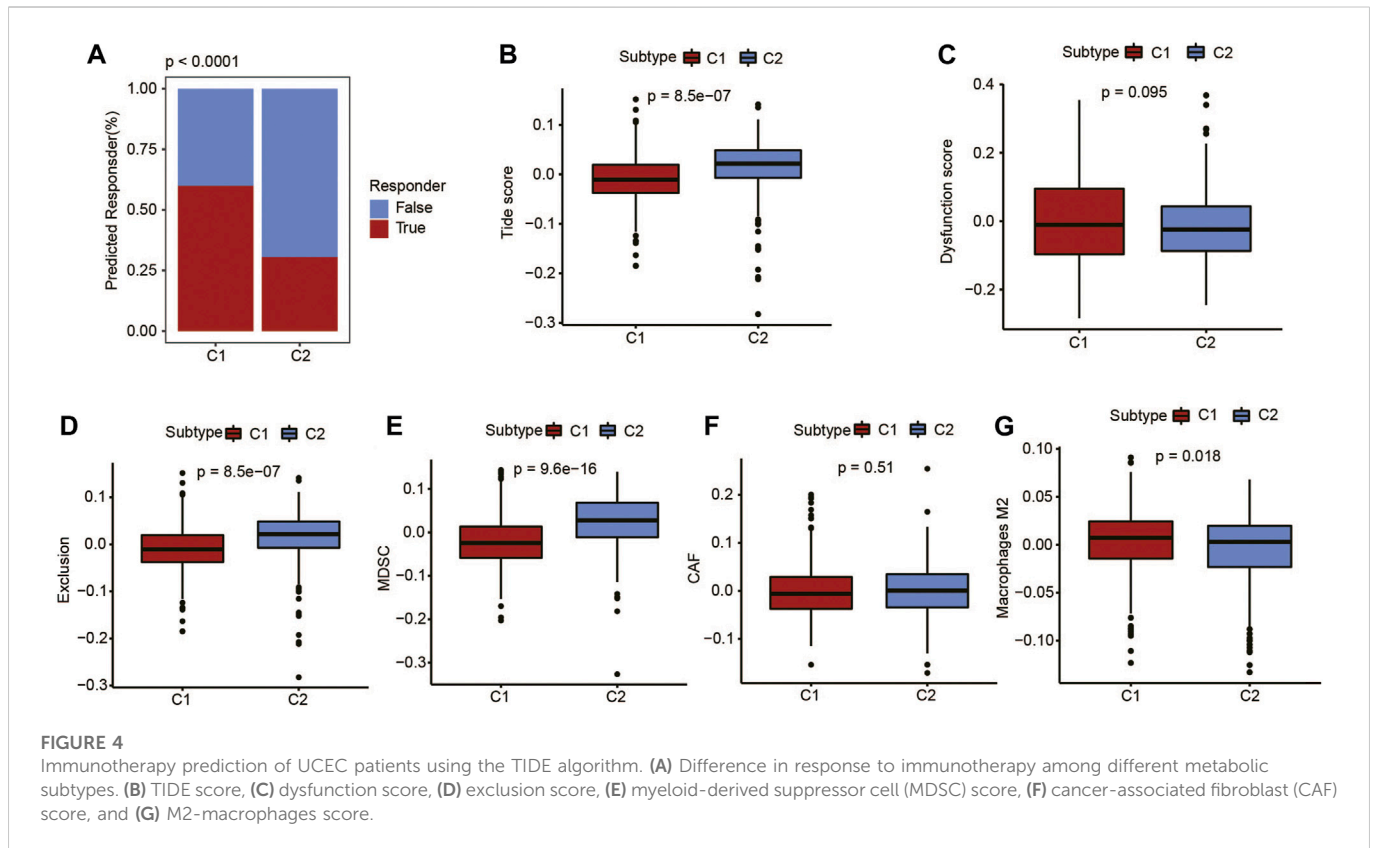 A
p < 0.0001
Predicted Responsder(%)
1.00
0.75
0.50
0.25
0.00
C1
C2
Responder
False
True
B
Subtype C1 C2
p = 8.5e−07
Tide score
0.1
0.0
−0.1
−0.2
−0.3
C1
C2
C
Subtype C1 C2
p = 0.095
Dysfunction score
0.4
0.2
0.0
−0.2
C1
C2
D
Subtype C1 C2
p = 8.5e−07
Exclusion
0.1
0.0
−0.1
−0.2
−0.3
C1
C2
E
Subtype C1 C2
p = 9.6e−16
MDSC
0.1
0.0
−0.1
−0.2
−0.3
C1
C2
F
Subtype C1 C2
p = 0.51
CAF
0.2
0.1
0.0
−0.1
C1
C2
G
Subtype C1 C2
p = 0.018
Macrophages M2
0.10
0.05
0.00
−0.05
−0.10
C1
C2
FIGURE 4
Immunotherapy prediction of UCEC patients using the TIDE algorithm. (A) Difference in response to immunotherapy among different metabolic
subtypes. (B) TIDE score, (C) dysfunction score, (D) exclusion score, (E) myeloid-derived suppressor cell (MDSC) score, (F) cancer-associated fibroblast (CAF)
score, and (G) M2-macrophages score.